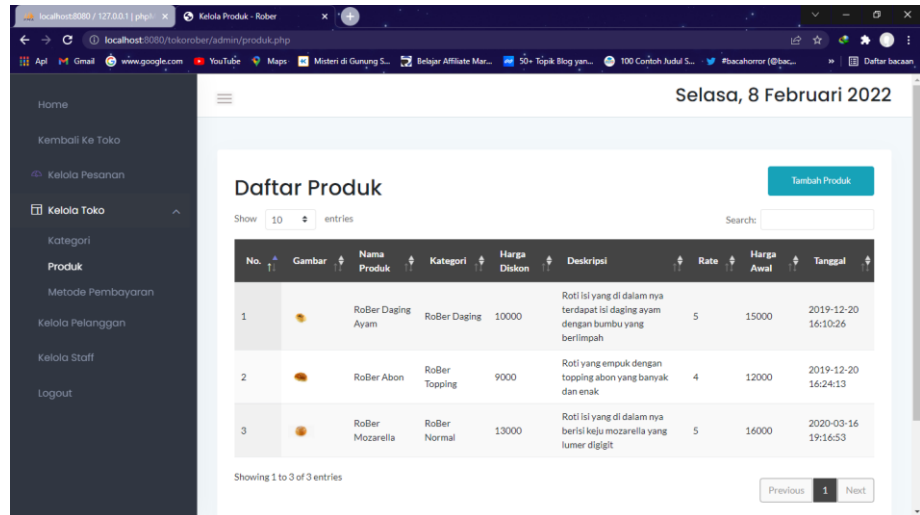 localhost:8080 / 127.0.0.1 | php
Kelola Produk - Rober
localhost:8080/tokorober/admin/produk.php
Apl
Gmail
www.google.com
YouTube
Maps
Misteri di Gunung S...
Belajar Affiliate Mar...
50+ Topik Blog yan...
100 Contoh Judul S...
#bacahorror (@bac,...
»
Daftar bacaan
Home
Kembali Ke Toko
Kelola Pesanan
Kelola Toko
Kategori
Produk
Metode Pembayaran
Kelola Pelanggan
Kelola Staff
Logout
Selasa, 8 Februari 2022
Daftar Produk
Tambah Produk
Show 10 entries
Search:
No. Gambar Nama Produk Kategori Harga Diskon Deskripsi Rate Harga Awal Tanggal
1 RoBer Daging Ayam RoBer Daging 10000 Roti isi yang di dalam nya terdapat isi daging ayam dengan bumbu yang berlimpah 5 15000 2019-12-20 16:10:26
2 RoBer Abon RoBer Topping 9000 Roti yang empuk dengan topping abon yang banyak dan enak 4 12000 2019-12-20 16:24:13
3 RoBer Mozarella RoBer Normal 13000 Roti isi yang di dalam nya berisi keju mozarella yang lumer digigit 5 16000 2020-03-16 19:16:53
Showing 1 to 3 of 3 entries
Previous 1 Next